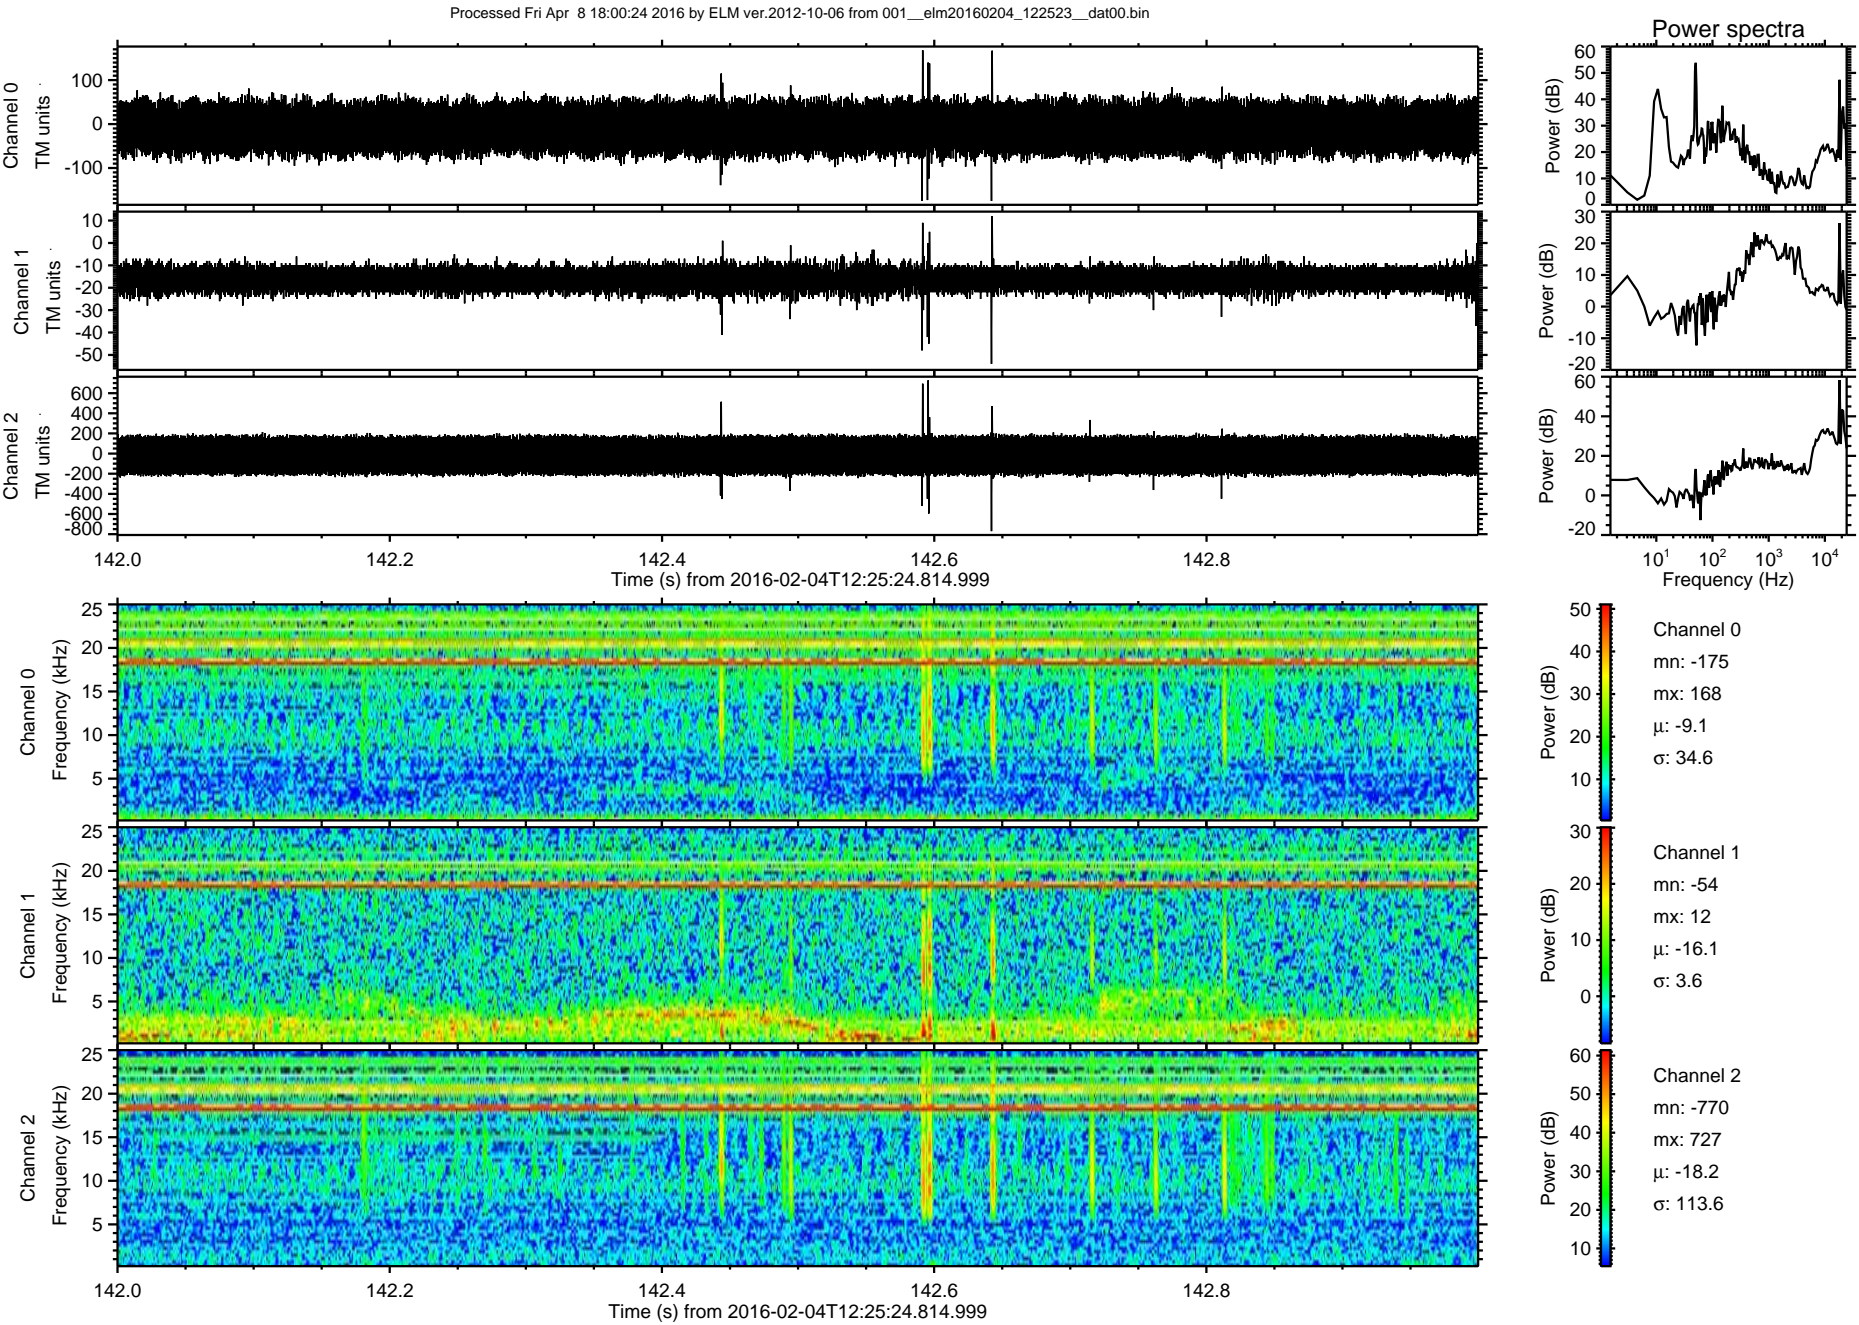 Processed Fri Apr  8 18:00:24 2016 by ELM ver.2012-10-06 from 001__elm20160204_122523__dat00.bin
Power spectra
Channel 0
TM units
100
0
-100
Power (dB)
60
50
40
30
20
10
0
Channel 1
TM units
10
0
-10
-20
-30
-40
-50
Power (dB)
30
20
10
0
-10
-20
Channel 2
TM units
600
400
200
0
-200
-400
-600
-800
Power (dB)
60
40
20
0
-20
142.0 142.2 142.4 142.6 142.8
Time (s) from 2016-02-04T12:25:24.814.999
10¹ 10² 10³ 10⁴
Frequency (Hz)
Channel 0
Frequency (kHz)
25
20
15
10
5
Power (dB)
50
40
30
20
10
Channel 0
mn: -175
mx: 168
μ: -9.1
σ: 34.6
Channel 1
Frequency (kHz)
25
20
15
10
5
Power (dB)
30
20
10
0
Channel 1
mn: -54
mx: 12
μ: -16.1
σ: 3.6
Channel 2
Frequency (kHz)
25
20
15
10
5
Power (dB)
60
50
40
30
20
10
Channel 2
mn: -770
mx: 727
μ: -18.2
σ: 113.6
142.0 142.2 142.4 142.6 142.8
Time (s) from 2016-02-04T12:25:24.814.999